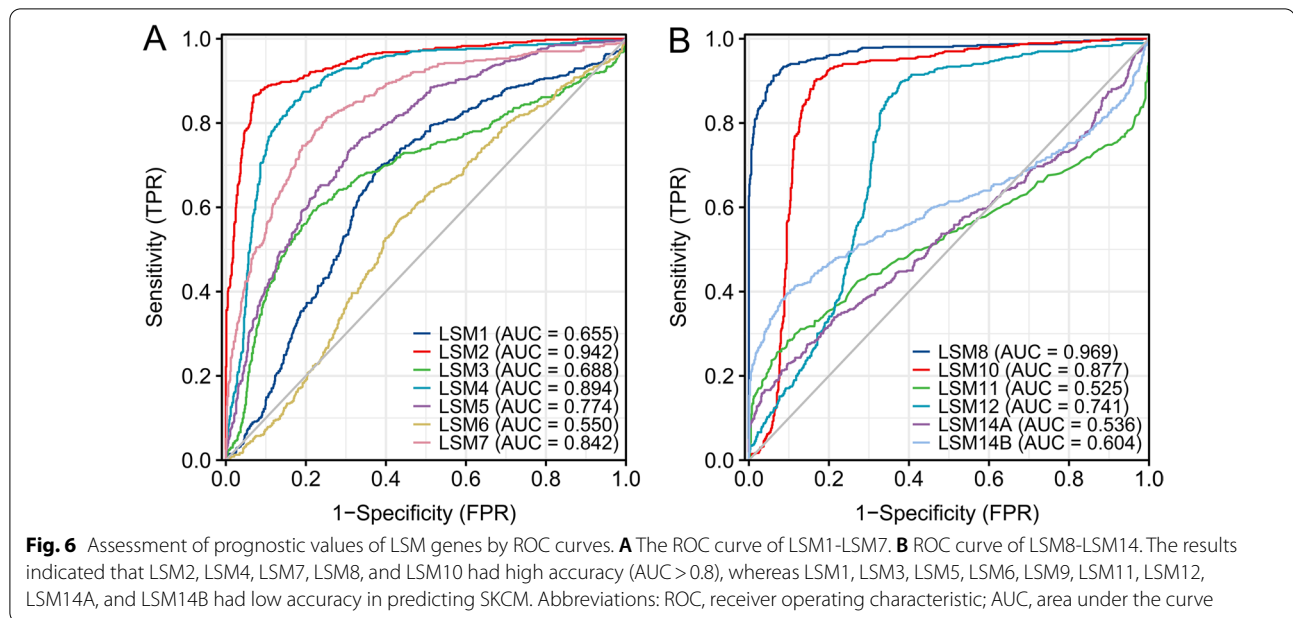 A
1.0
0.8
0.6
0.4
0.2
0.0
Sensitivity (TPR)
LSM1 (AUC = 0.655)
LSM2 (AUC = 0.942)
LSM3 (AUC = 0.688)
LSM4 (AUC = 0.894)
LSM5 (AUC = 0.774)
LSM6 (AUC = 0.550)
LSM7 (AUC = 0.842)
0.0 0.2 0.4 0.6 0.8 1.0
1−Specificity (FPR)
B
1.0
0.8
0.6
0.4
0.2
0.0
Sensitivity (TPR)
LSM8 (AUC = 0.969)
LSM10 (AUC = 0.877)
LSM11 (AUC = 0.525)
LSM12 (AUC = 0.741)
LSM14A (AUC = 0.536)
LSM14B (AUC = 0.604)
0.0 0.2 0.4 0.6 0.8 1.0
1−Specificity (FPR)
Fig. 6 Assessment of prognostic values of LSM genes by ROC curves. A The ROC curve of LSM1-LSM7. B ROC curve of LSM8-LSM14. The results
indicated that LSM2, LSM4, LSM7, LSM8, and LSM10 had high accuracy (AUC > 0.8), whereas LSM1, LSM3, LSM5, LSM6, LSM9, LSM11, LSM12,
LSM14A, and LSM14B had low accuracy in predicting SKCM. Abbreviations: ROC, receiver operating characteristic; AUC, area under the curve